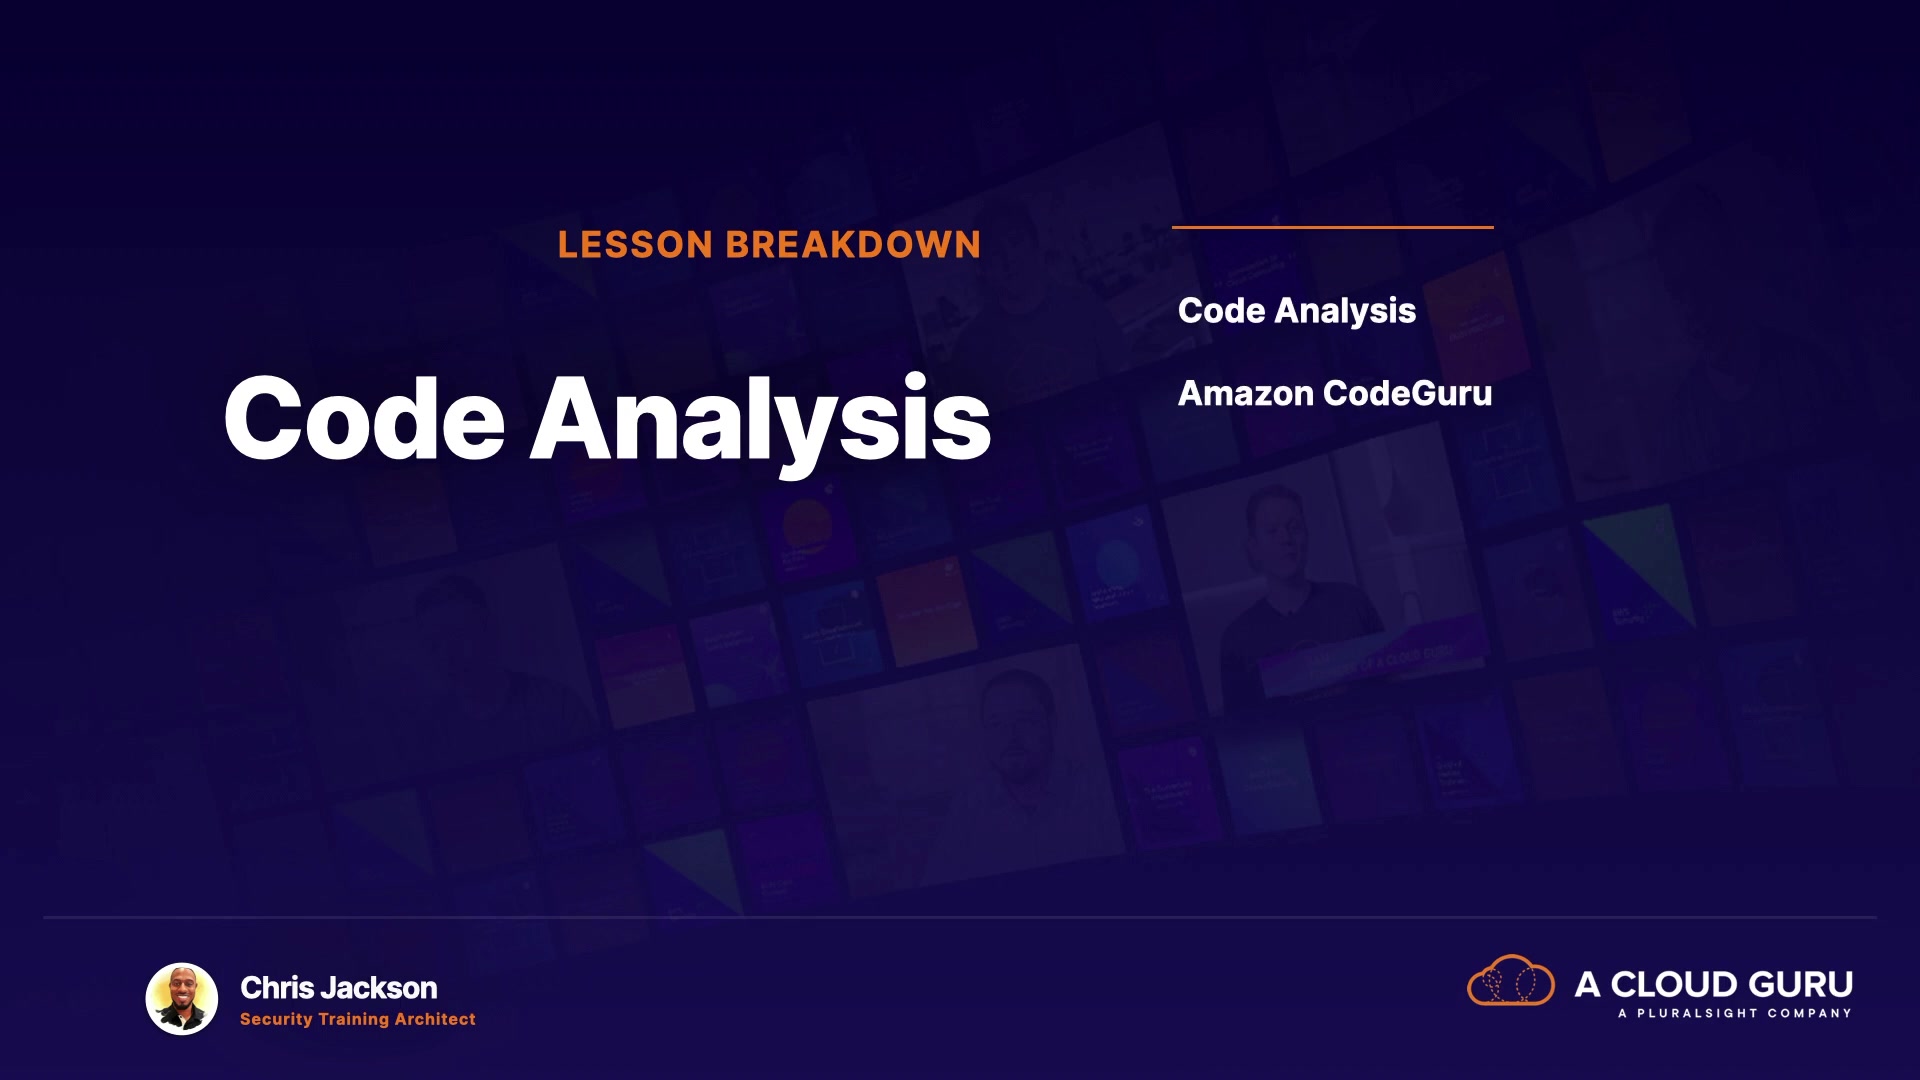 LESSON BREAKDOWN
Code Analysis
Code Analysis
Amazon CodeGuru
Chris Jackson
Security Training Architect
A CLOUD GURU
A PLURALSIGHT COMPANY